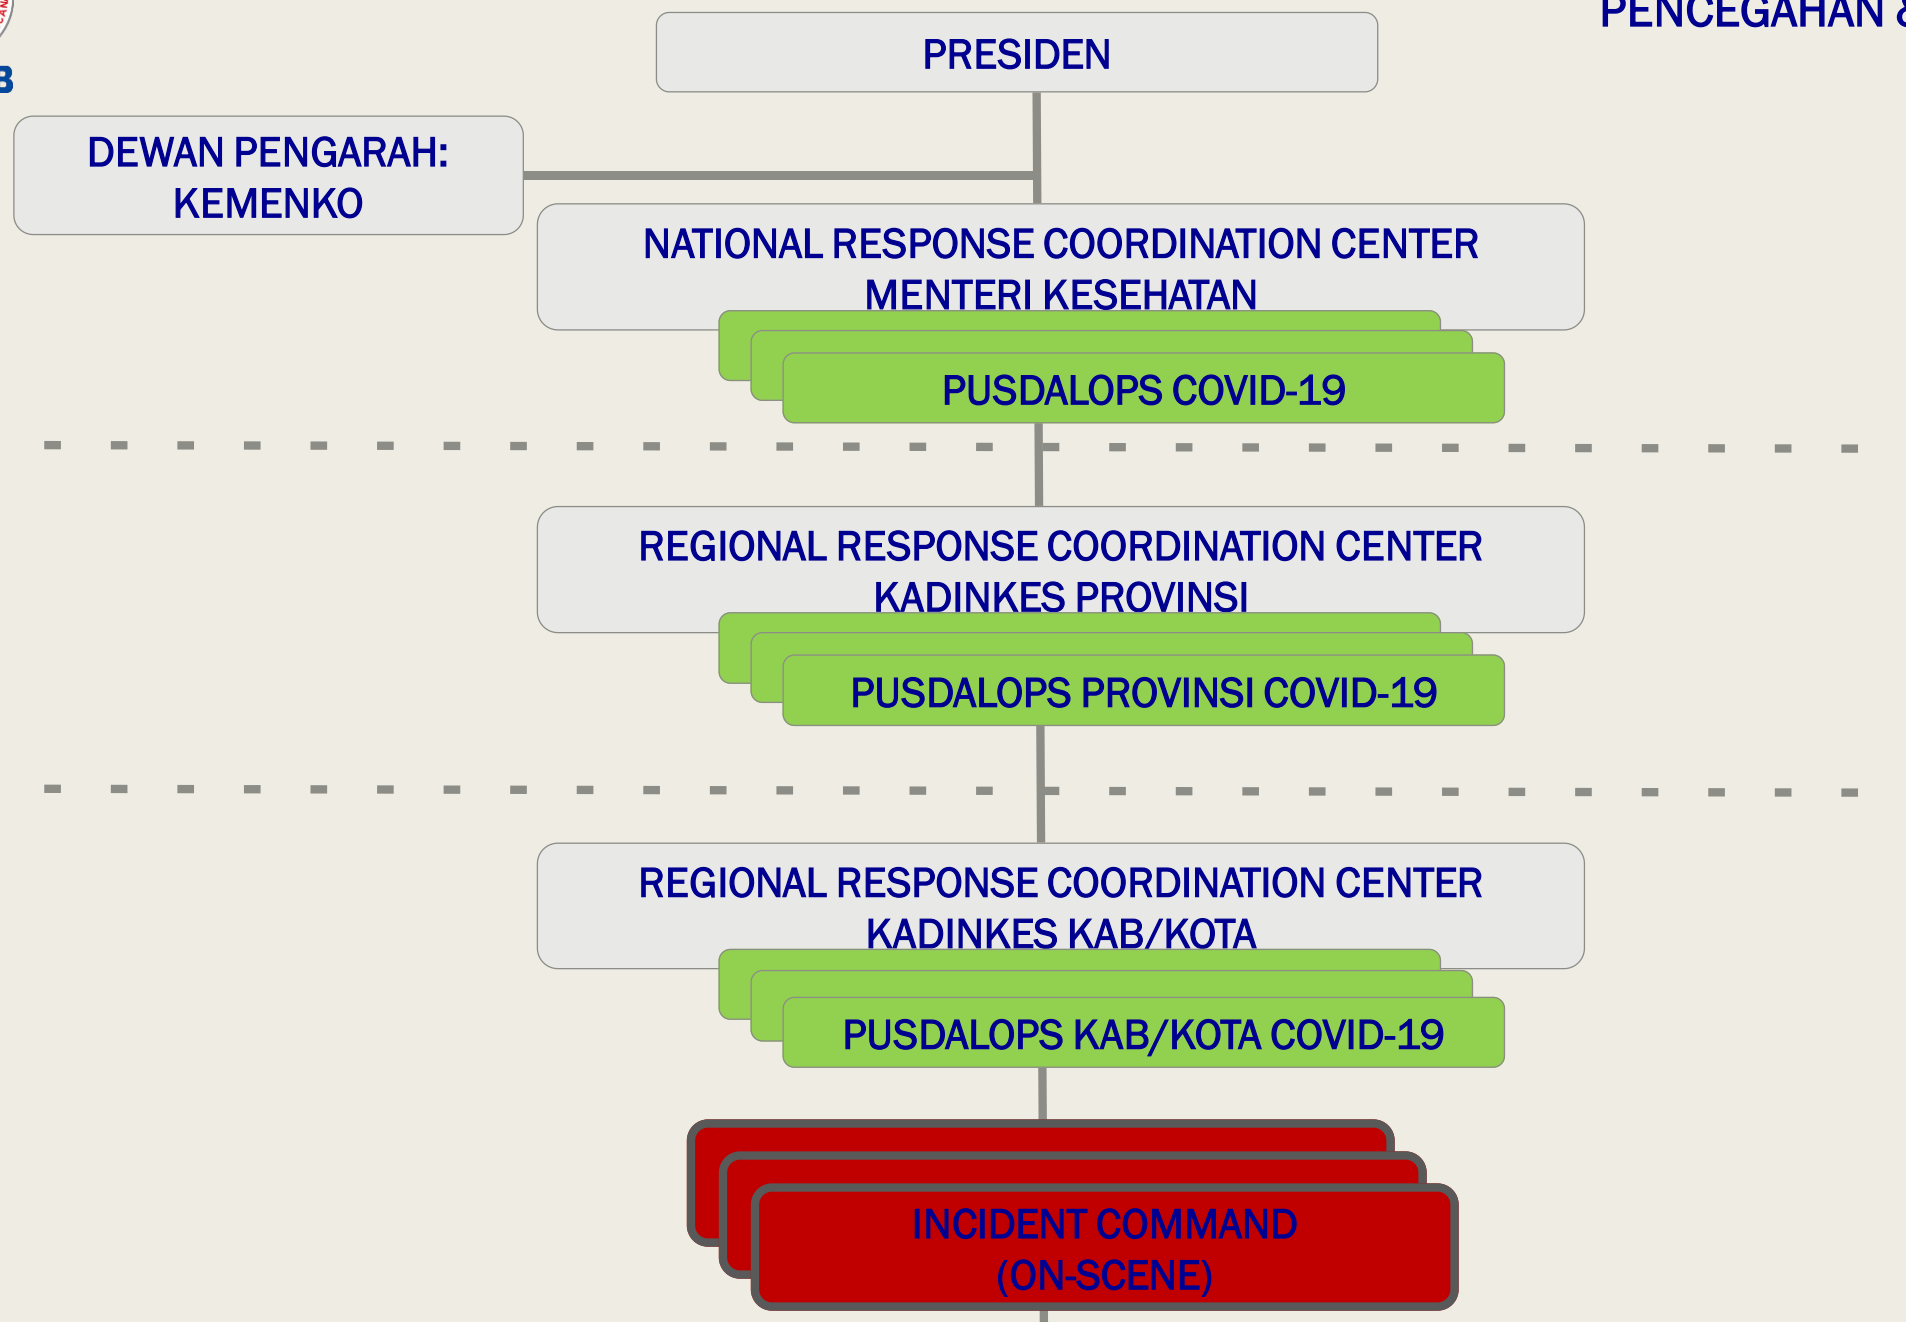 PENCEGAHAN &
PRESIDEN
B
DEWAN PENGARAH:
KEMENKO
NATIONAL RESPONSE COORDINATION CENTER
MENTERI KESEHATAN
PUSDALOPS COVID-19
REGIONAL RESPONSE COORDINATION CENTER
KADINKES PROVINSI
PUSDALOPS PROVINSI COVID-19
REGIONAL RESPONSE COORDINATION CENTER
KADINKES KAB/KOTA
PUSDALOPS KAB/KOTA COVID-19
INCIDENT COMMAND
(ON-SCENE)